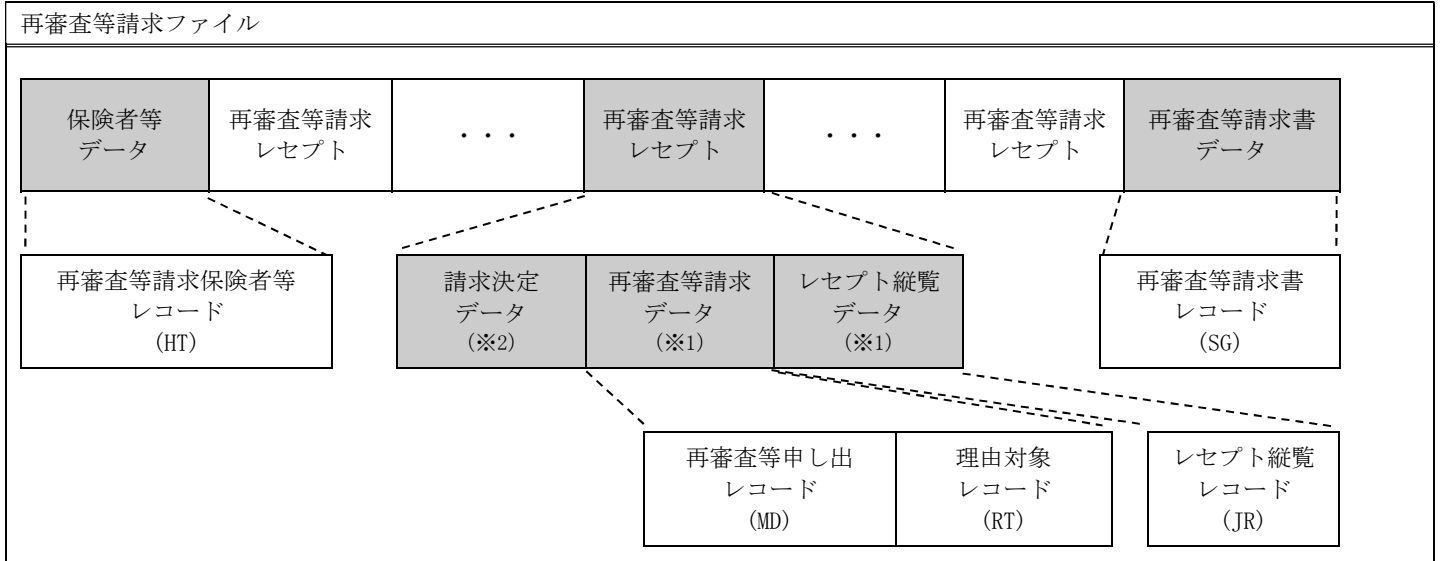 再審査等請求ファイル
保険者等
データ
再審査等請求
レセプト
・・・
再審査等請求
レセプト
・・・
再審査等請求
レセプト
再審査等請求書
データ
再審査等請求保険者等
レコード
(HT)
請求決定
データ
(※2)
再審査等請求
データ
(※1)
レセプト縦覧
データ
(※1)
再審査等請求書
レコード
(SG)
再審査等申し出
レコード
(MD)
理由対象
レコード
(RT)
レセプト縦覧
レコード
(JR)